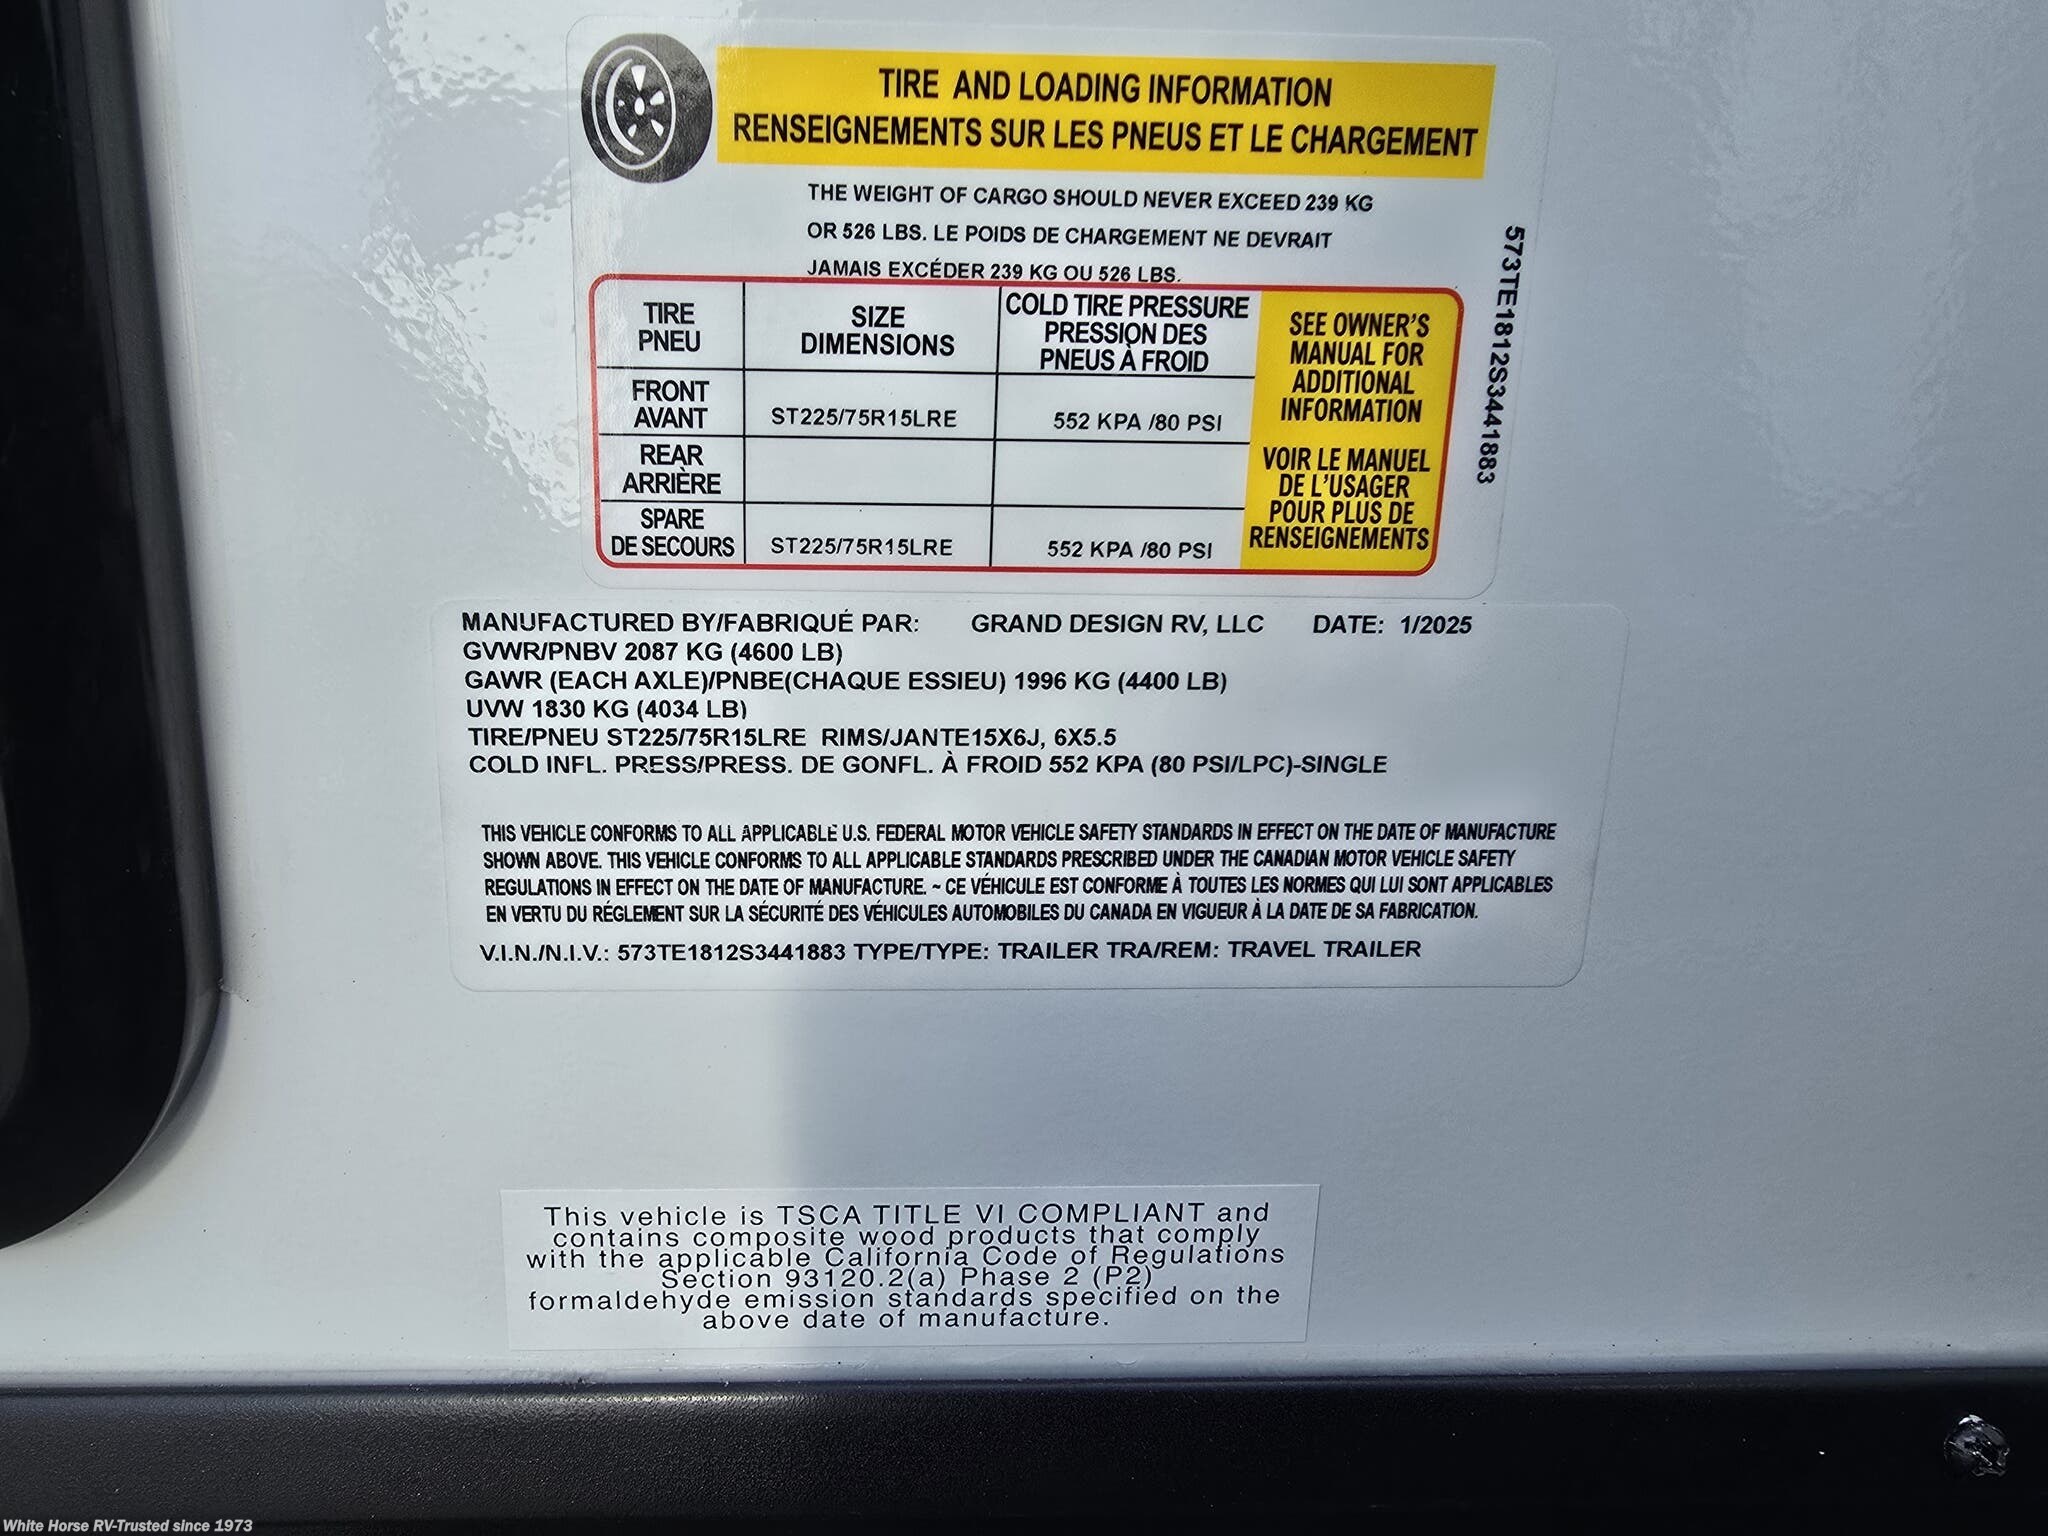 TIRE AND LOADING INFORMATION
RENSEIGNEMENTS SUR LES PNEUS ET LE CHARGEMENT
THE WEIGHT OF CARGO SHOULD NEVER EXCEED 239 KG
OR 526 LBS. LE POIDS DE CHARGEMENT NE DEVRAIT
JAMAIS EXCÉDER 239 KG OU 526 LBS.
TIRE
PNEU
SIZE
DIMENSIONS
COLD TIRE PRESSURE
PRESSION DES
PNEUS À FROID
FRONT
AVANT
ST225/75R15LRE
552 KPA /80 PSI
REAR
ARRIÈRE
SPARE
DE SECOURS
ST225/75R15LRE
552 KPA /80 PSI
SEE OWNER'S
MANUAL FOR
ADDITIONAL
INFORMATION
VOIR LE MANUEL
DE L'USAGER
POUR PLUS DE
RENSEIGNEMENTS
573TE1812S3441883
MANUFACTURED BY/FABRIQUÉ PAR: GRAND DESIGN RV, LLC DATE: 1/2025
GVWR/PNBV 2087 KG (4600 LB)
GAWR (EACH AXLE)/PNBE(CHAQUE ESSIEU) 1996 KG (4400 LB)
UVW 1830 KG (4034 LB)
TIRE/PNEU ST225/75R15LRE RIMS/JANTE15X6J, 6X5.5
COLD INFL. PRESS/PRESS. DE GONFL. À FROID 552 KPA (80 PSI/LPC)-SINGLE
THIS VEHICLE CONFORMS TO ALL APPLICABLE U.S. FEDERAL MOTOR VEHICLE SAFETY STANDARDS IN EFFECT ON THE DATE OF MANUFACTURE
SHOWN ABOVE. THIS VEHICLE CONFORMS TO ALL APPLICABLE STANDARDS PRESCRIBED UNDER THE CANADIAN MOTOR VEHICLE SAFETY
REGULATIONS IN EFFECT ON THE DATE OF MANUFACTURE. ~ CE VÉHICULE EST CONFORME À TOUTES LES NORMES QUI LUI SONT APPLICABLES
EN VERTU DU RÉGLEMENT SUR LA SÉCURITÉ DES VÉHICULES AUTOMOBILES DU CANADA EN VIGUEUR À LA DATE DE SA FABRICATION.
V.I.N./N.I.V.: 573TE1812S3441883 TYPE/TYPE: TRAILER TRA/REM: TRAVEL TRAILER
This vehicle is TSCA TITLE VI COMPLIANT and
contains composite wood products that comply
with the applicable California Code of Regulations
Section 93120.2(a) Phase 2 (P2)
formaldehyde emission standards specified on the
above date of manufacture.
White Horse RV-Trusted since 1973